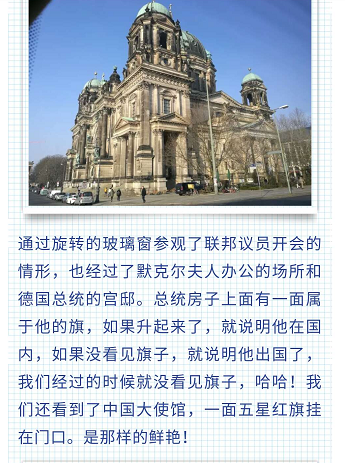 通过旋转的玻璃窗参观了联邦议员开会的
情形，也经过了默克尔夫人办公的场所和
德国总统的宫邸。总统房子上面有一面属
于他的旗，如果升起来了，就说明他在国
内，如果没看见旗子，就说明他出国了，
我们经过的时候就没看见旗子，哈哈！我
们还看到了中国大使馆，一面五星红旗挂
在门口。是那样的鲜艳！